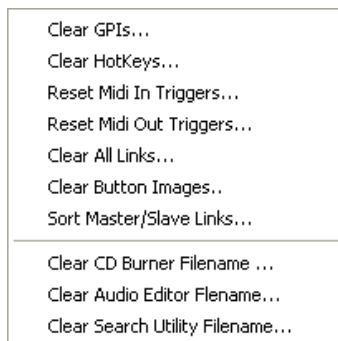 Clear GPIs...
Clear HotKeys...
Reset Midi In Triggers...
Reset Midi Out Triggers...
Clear All Links...
Clear Button Images..
Sort Master/Slave Links...
Clear CD Burner Filename ...
Clear Audio Editor Flename...
Clear Search Utility Filename...